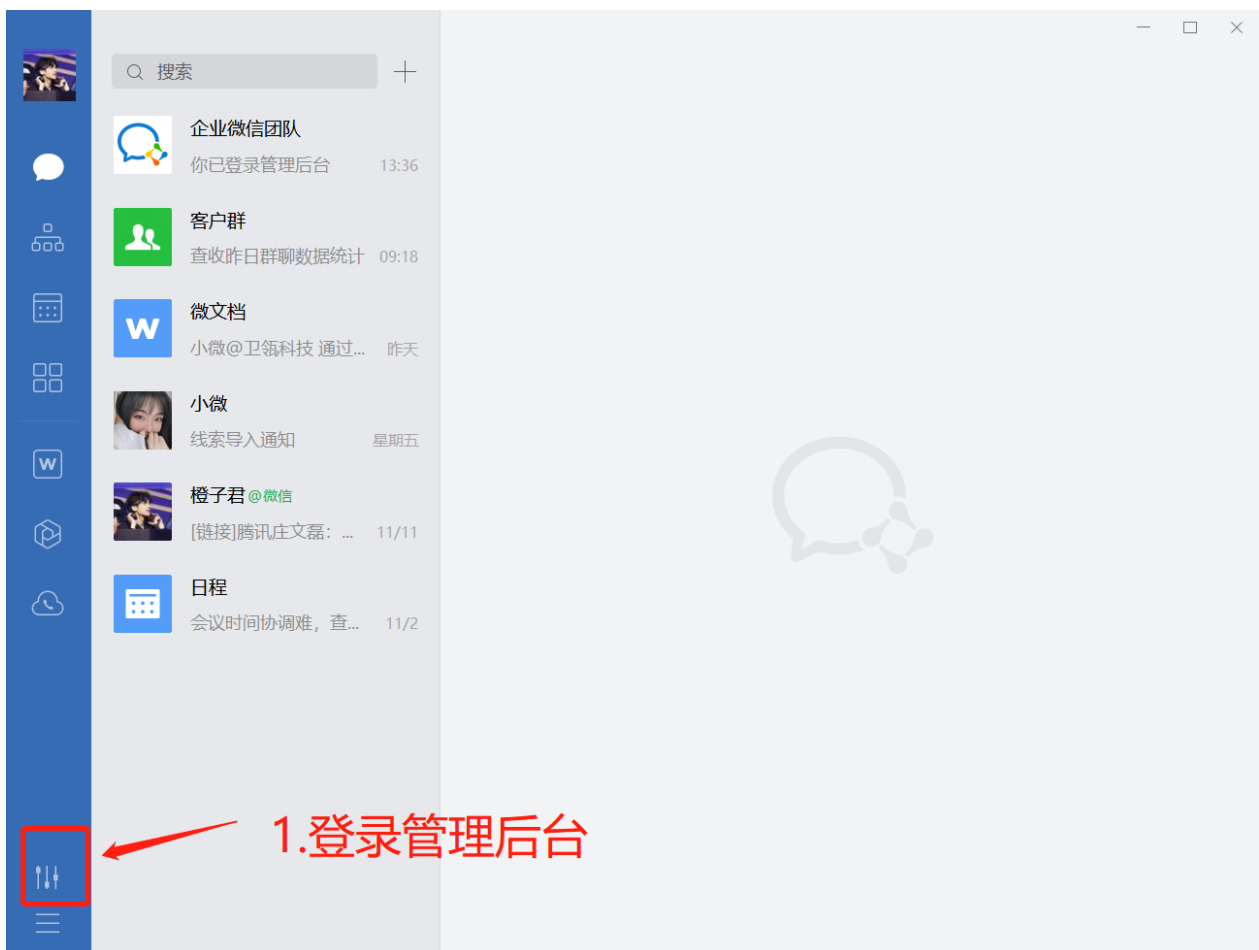 搜索
企业微信团队
你已登录管理后台 13:36
客户群
查收昨日群聊数据统计 09:18
W 微文档
小微@卫瓴科技 通过... 昨天
小微
线索导入通知 星期五
W
橙子君@微信
[链接]腾讯庄文磊：... 11/11
日程
会议时间协调难，查... 11/2
1.登录管理后台